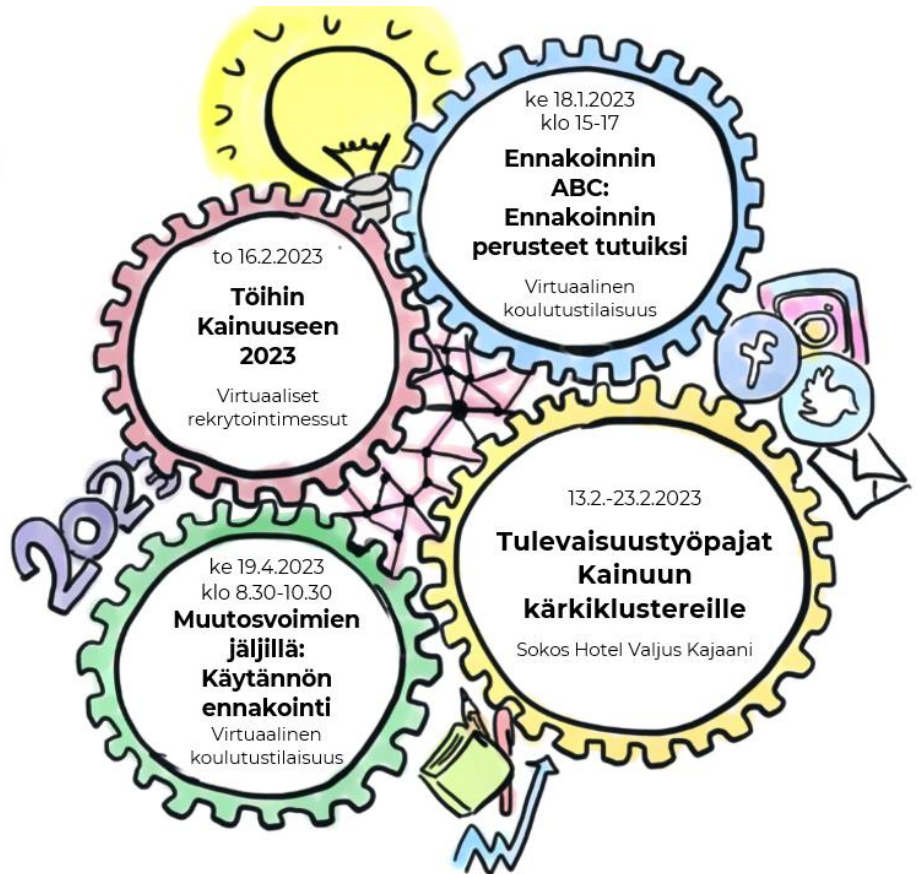 ke 18.1.2023
klo 15-17
Ennakoinnin
ABC:
Ennakoinnin
perusteet tutuiksi
Virtuaalinen
koulutustilaisuus
to 16.2.2023
Töihin
Kainuuseen
2023
Virtuaaliset
rekrytointimessut
13.2.-23.2.2023
Tulevaisuustyöpajat
Kainuun
kärkiklustereille
Sokos Hotel Valjus Kajaani
2023
ke 19.4.2023
klo 8.30-10.30
Muutosvoimien
jäljillä:
Käytännön
ennakointi
Virtuaalinen
koulutustilaisuus
f